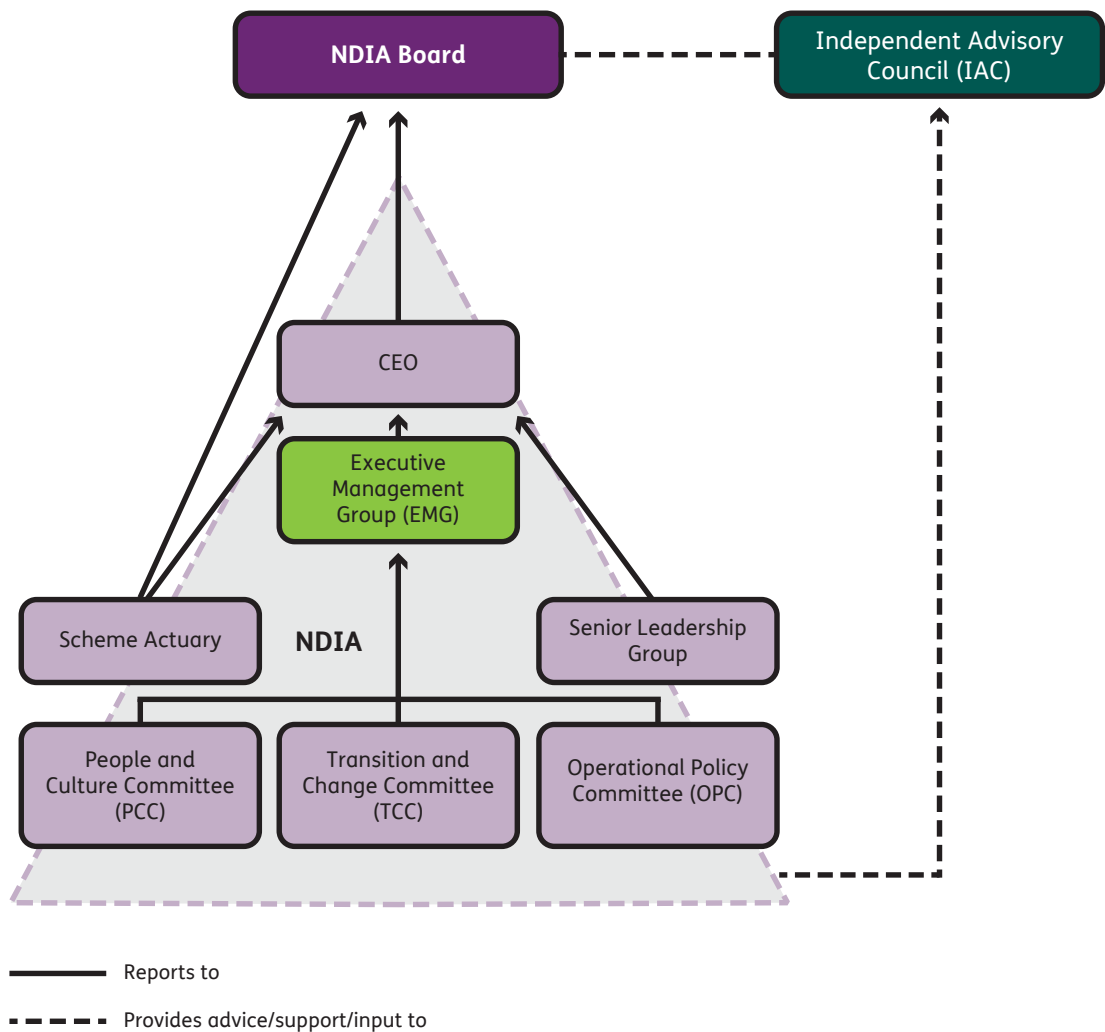 NDIA Board
Independent Advisory
Council (IAC)
CEO
Executive
Management
Group (EMG)
Scheme Actuary
NDIA
Senior Leadership
Group
People and
Culture Committee
(PCC)
Transition and
Change Committee
(TCC)
Operational Policy
Committee (OPC)
Reports to
Provides advice/support/input to